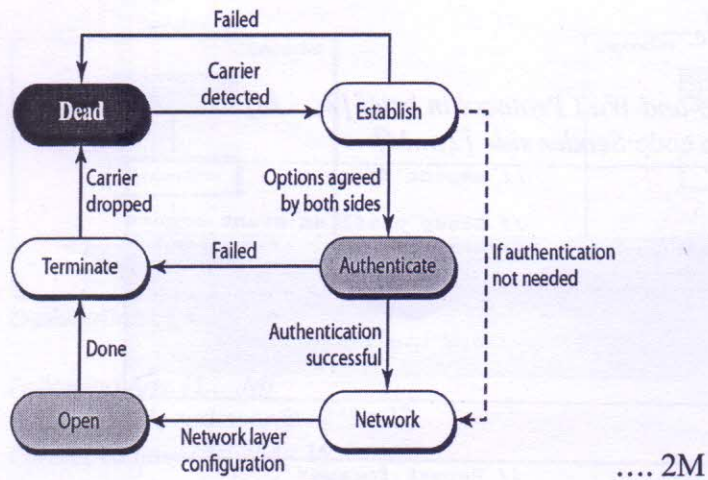 Failed
Carrier
detected
Dead
Establish
Carrier
dropped
Options agreed
by both sides
If authentication
not needed
Terminate
Failed
Authenticate
Done
Authentication
successful
Open
Network layer
configuration
Network
.... 2M